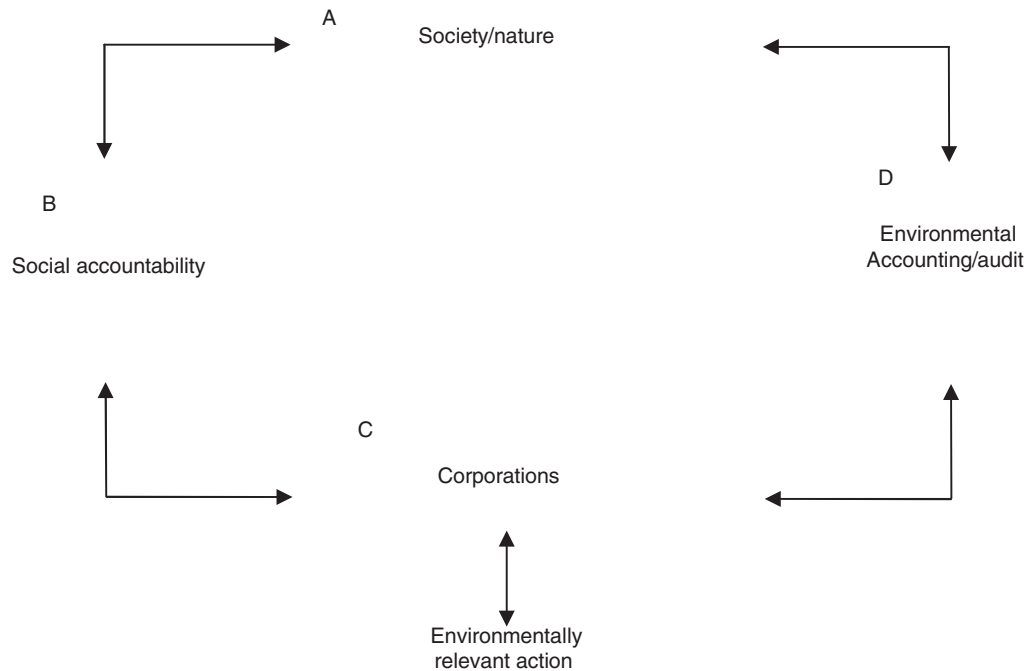 A
Society/nature
B
Social accountability
D
Environmental
Accounting/audit
C
Corporations
Environmentally
relevant action